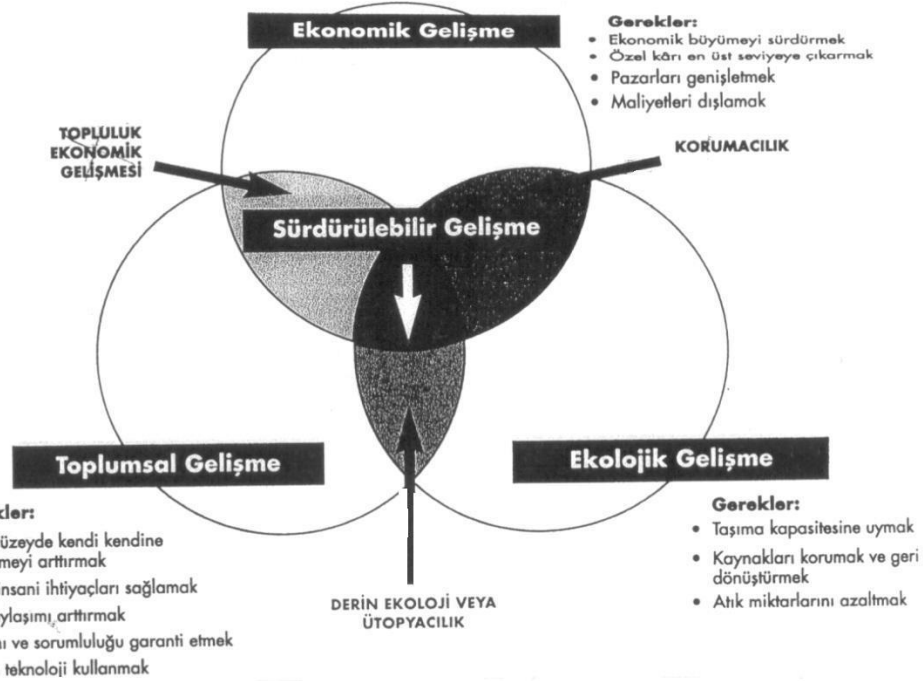 Ekonomik Gelişme
Gerekler:
• Ekonomik büyümeyi sürdürmek
• Özel kârı en üst seviyeye çıkarmak
• Pazarları genişletmek
• Maliyetleri dışlamak
TOPLULUK
EKONOMİK
GELİŞMESİ
KORUMACILIK
Sürdürülebilir Gelişme
Toplumsal Gelişme
Ekolojik Gelişme
kler:
üzeyde kendi kendine
meyi arttırmak
insani ihtiyaçları sağlamak
ylaşımı arttırmak
ı ve sorumluluğu garanti etmek
teknoloji kullanmak
DERİN EKOLOJİ VEYA
ÜTOPYACILIK
Gerekler:
• Taşıma kapasitesine uymak
• Kaynakları korumak ve geri
dönüştürmek
• Atık miktarlarını azaltmak